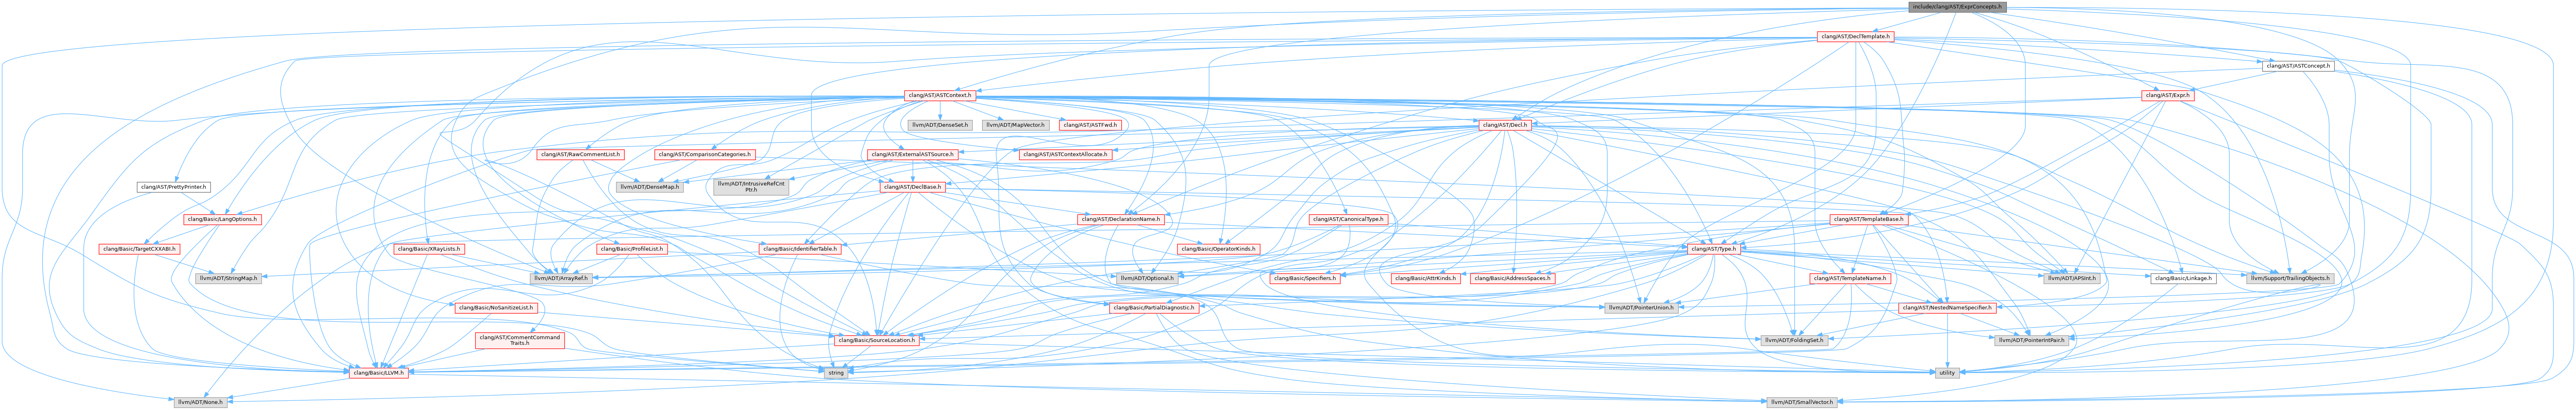 include/clang/AST/ExprConcepts.h
clang/AST/DeclTemplate.h
clang/AST/ASTConcept.h
clang/AST/ASTContext.h
clang/AST/Expr.h
llvm/ADT/DenseSet.h
llvm/ADT/MapVector.h
clang/AST/ASTFwd.h
clang/AST/Decl.h
clang/AST/RawCommentList.h
clang/AST/ComparisonCategories.h
clang/AST/ExternalASTSource.h
clang/AST/ASTContextAllocate.h
clang/AST/PrettyPrinter.h
llvm/ADT/DenseMap.h
llvm/ADT/IntrusiveRefCnt
Ptr.h
clang/AST/DeclBase.h
clang/Basic/LangOptions.h
clang/AST/DeclarationName.h
clang/AST/CanonicalType.h
clang/AST/TemplateBase.h
clang/Basic/TargetCXXABI.h
clang/Basic/XRayLists.h
clang/Basic/ProfileList.h
clang/Basic/IdentifierTable.h
clang/Basic/OperatorKinds.h
clang/AST/Type.h
llvm/ADT/StringMap.h
llvm/ADT/ArrayRef.h
llvm/ADT/Optional.h
clang/Basic/Specifiers.h
clang/Basic/AttrKinds.h
clang/Basic/AddressSpaces.h
clang/AST/TemplateName.h
llvm/ADT/APSInt.h
clang/Basic/Linkage.h
llvm/Support/TrailingObjects.h
clang/Basic/NoSanitizeList.h
clang/Basic/PartialDiagnostic.h
llvm/ADT/PointerUnion.h
clang/AST/NestedNameSpecifier.h
clang/AST/CommentCommand
Traits.h
clang/Basic/SourceLocation.h
llvm/ADT/FoldingSet.h
llvm/ADT/PointerIntPair.h
clang/Basic/LLVM.h
string
utility
llvm/ADT/None.h
llvm/ADT/SmallVector.h